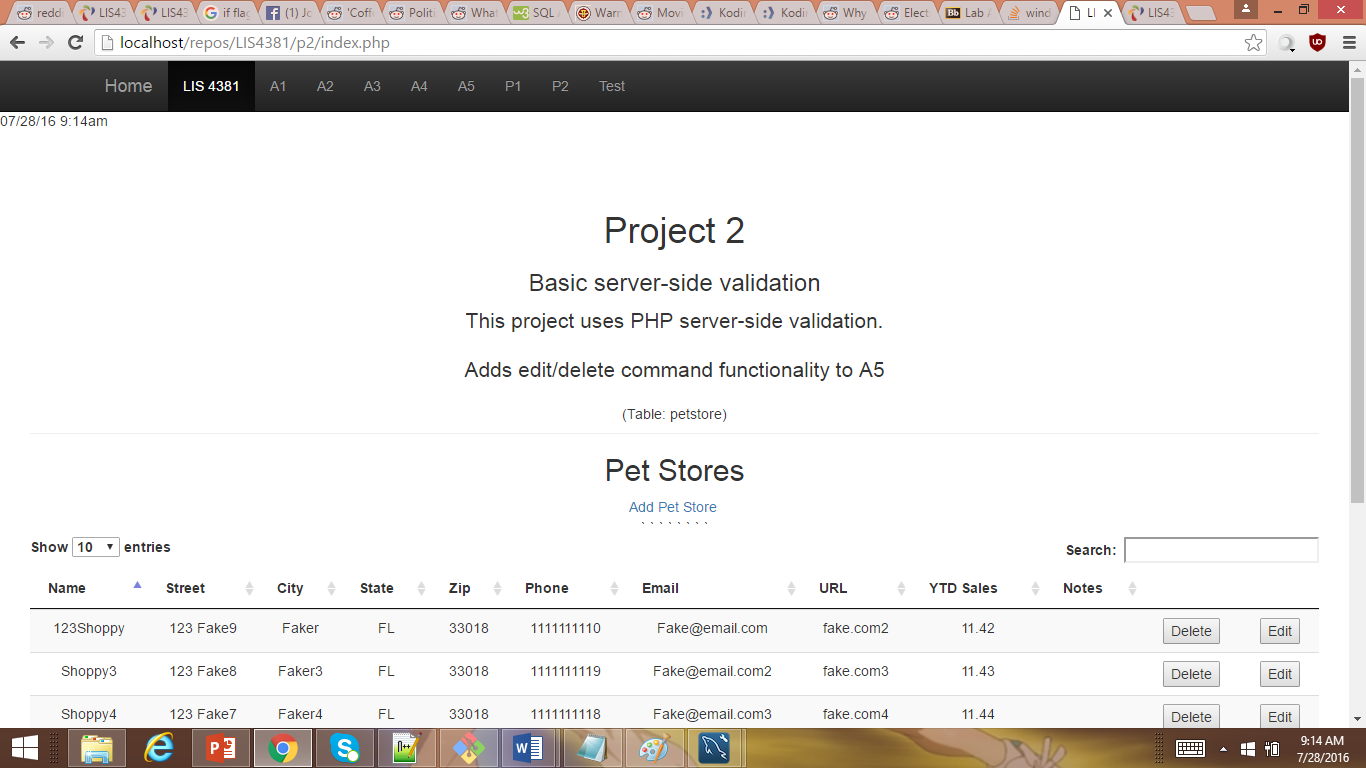 reddi LIS43 LIS43 if flag (1) Jo 'Coff Politi What SQL Warn Movi Kodin Kodin Why Elect Lab wind LI LIS43
localhost/repos/LIS4381/p2/index.php
Home LIS 4381 A1 A2 A3 A4 A5 P1 P2 Test
07/28/16 9:14am
Project 2
Basic server-side validation
This project uses PHP server-side validation.
Adds edit/delete command functionality to A5
(Table: petstore)
Pet Stores
Add Pet Store
` ` ` ` ` ` ` `
Show 10 entries Search:
Name Street City State Zip Phone Email URL YTD Sales Notes
123Shoppy 123 Fake9 Faker FL 33018 1111111110 Fake@email.com fake.com2 11.42 Delete Edit
Shoppy3 123 Fake8 Faker3 FL 33018 1111111119 Fake@email.com2 fake.com3 11.43 Delete Edit
Shoppy4 123 Fake7 Faker4 FL 33018 1111111118 Fake@email.com3 fake.com4 11.44 Delete Edit
9:14 AM
7/28/2016